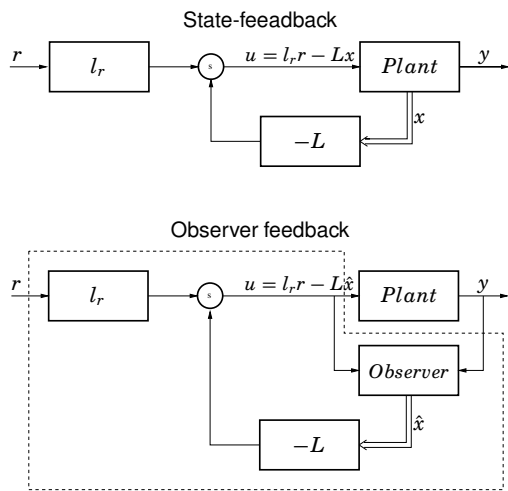 State-feeadback
r
l_r
s
u = l_r r − Lx
Plant
y
x
−L
Observer feedback
r
l_r
s
u = l_r r − Lx̂
Plant
y
Observer
x̂
−L